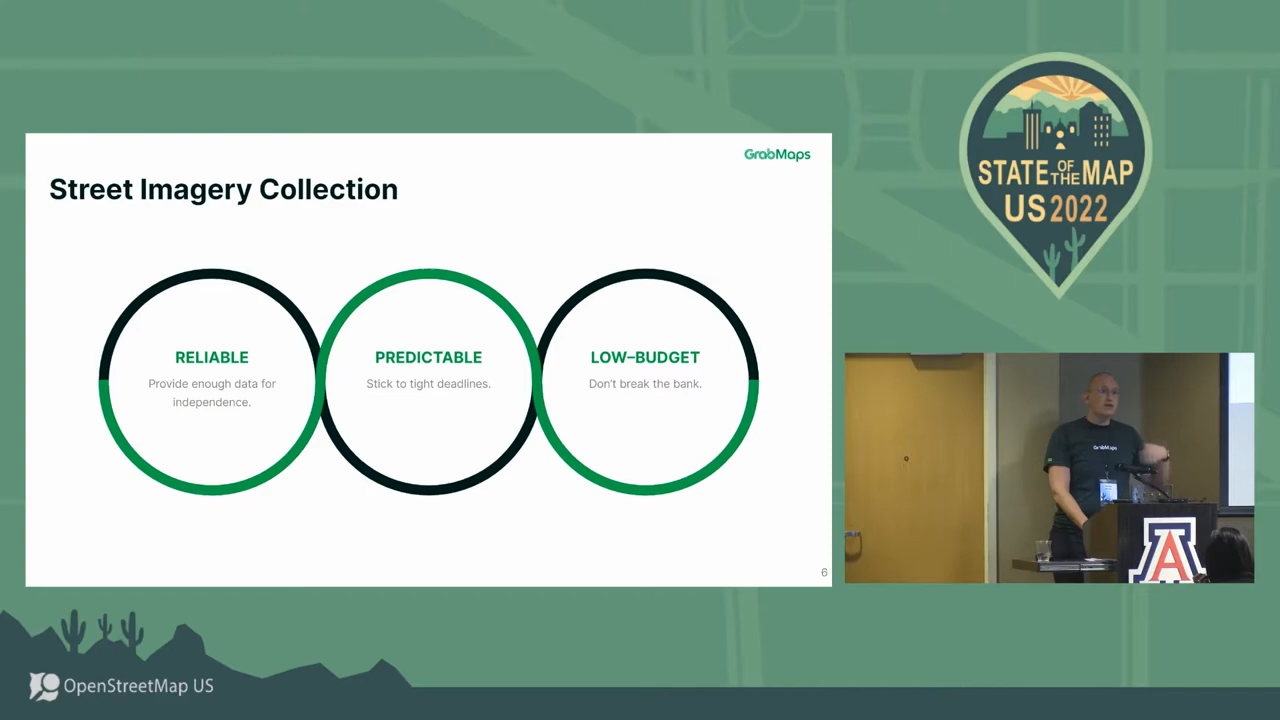 GrabMaps
Street Imagery Collection
RELIABLE
Provide enough data for
independence.
PREDICTABLE
Stick to tight deadlines.
LOW–BUDGET
Don't break the bank.
6
STATE OF THE MAP
US 2022
GrabMaps
A
OpenStreetMap US